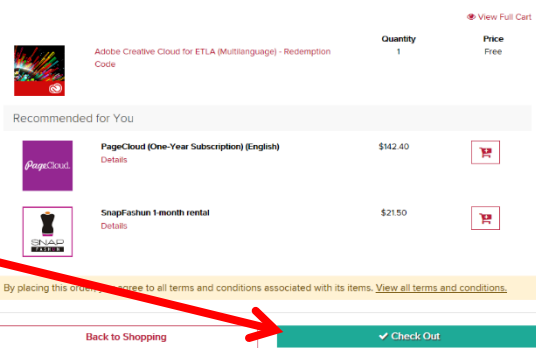 View Full Cart
Quantity Price
Adobe Creative Cloud for ETLA (Multilanguage) - Redemption 1 Free
Code
Recommended for You
PageCloud (One-Year Subscription) (English) $142.40
Details
PageCloud.
SnapFashun 1-month rental $21.50
Details
SNAP
FASHUN
By placing this order, agree to all terms and conditions associated with its items. View all terms and conditions.
Back to Shopping Check Out